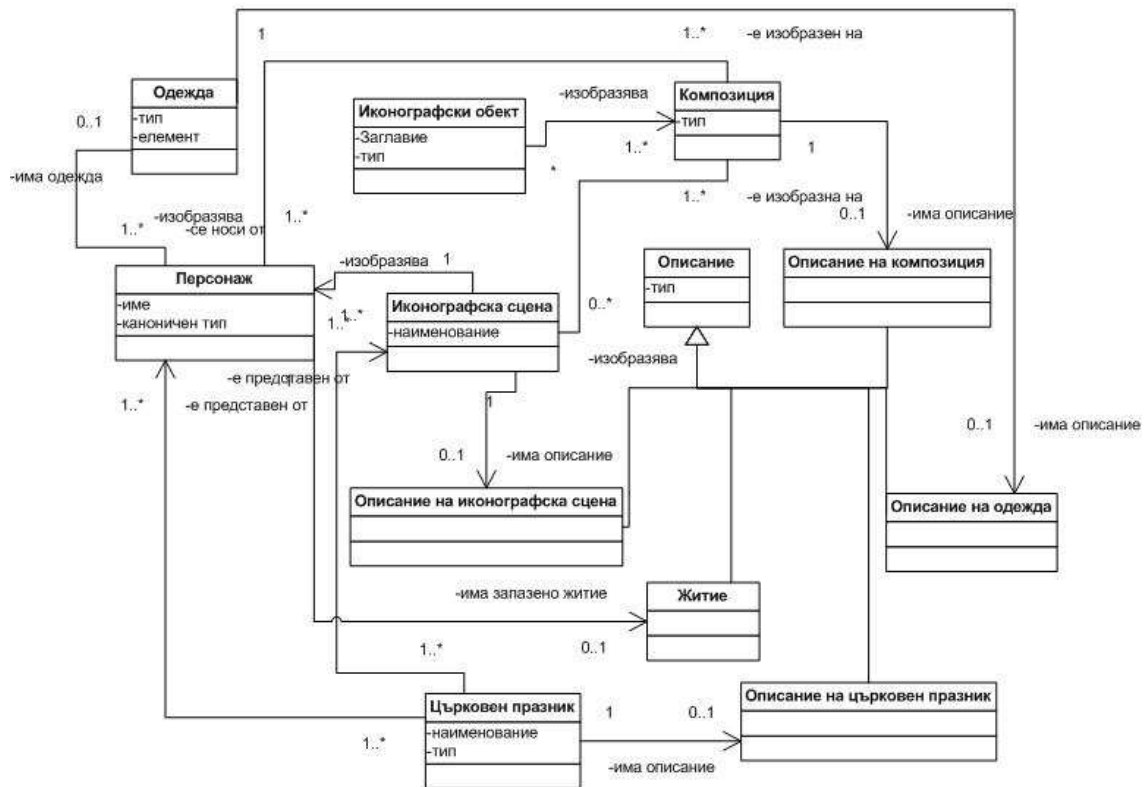 1
1..*
-е изобразен на
Одежда
-тип
-елемент
0..1
-има одежда
Иконографски обект
-Заглавие
-тип
*
-изобразява
1..*
Композиция
-тип
1
1..*
-е изобразна на
0..1
-има описание
-изобразява
1..*
-се носи от
1..*
Персонаж
-име
-каноничен тип
-изобразява
1
1..*
1..*
Иконографска сцена
-наименование
0..*
Описание
-тип
Описание на композиция
-изобразява
-е представен от
1
1..*
-е представен от
1
0..1
-има описание
0..1
-има описание
Описание на иконографска сцена
Описание на одежда
-има запазено житие
0..1
Житие
1..*
1..*
Църковен празник
-наименование
-тип
1
0..1
-има описание
Описание на църковен празник